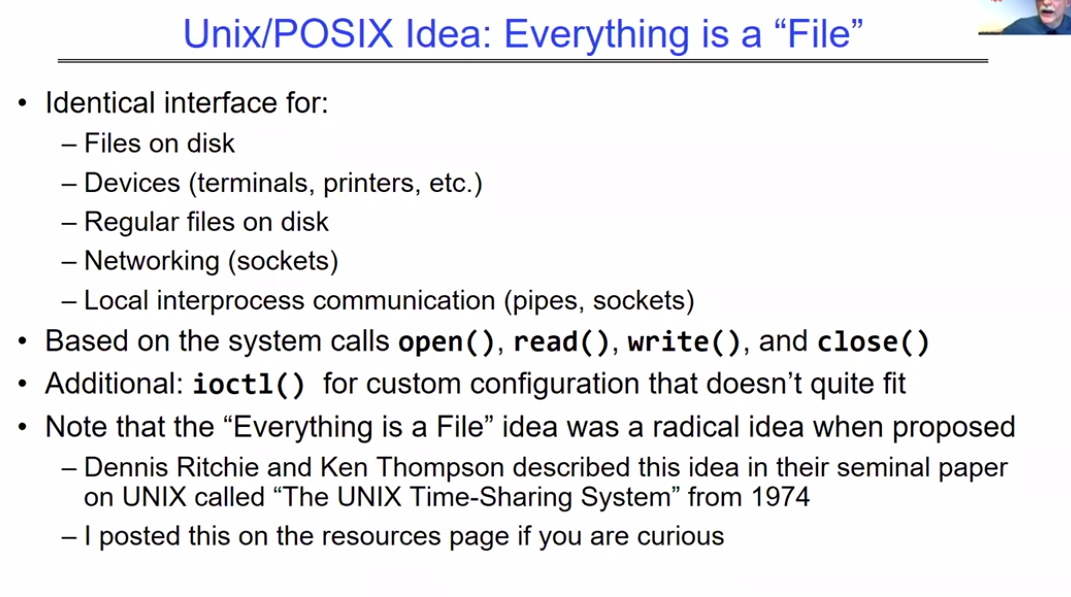 Unix/POSIX Idea: Everything is a “File”
• Identical interface for:
– Files on disk
– Devices (terminals, printers, etc.)
– Regular files on disk
– Networking (sockets)
– Local interprocess communication (pipes, sockets)
• Based on the system calls open(), read(), write(), and close()
• Additional: ioctl() for custom configuration that doesn’t quite fit
• Note that the “Everything is a File” idea was a radical idea when proposed
– Dennis Ritchie and Ken Thompson described this idea in their seminal paper
on UNIX called “The UNIX Time-Sharing System” from 1974
– I posted this on the resources page if you are curious